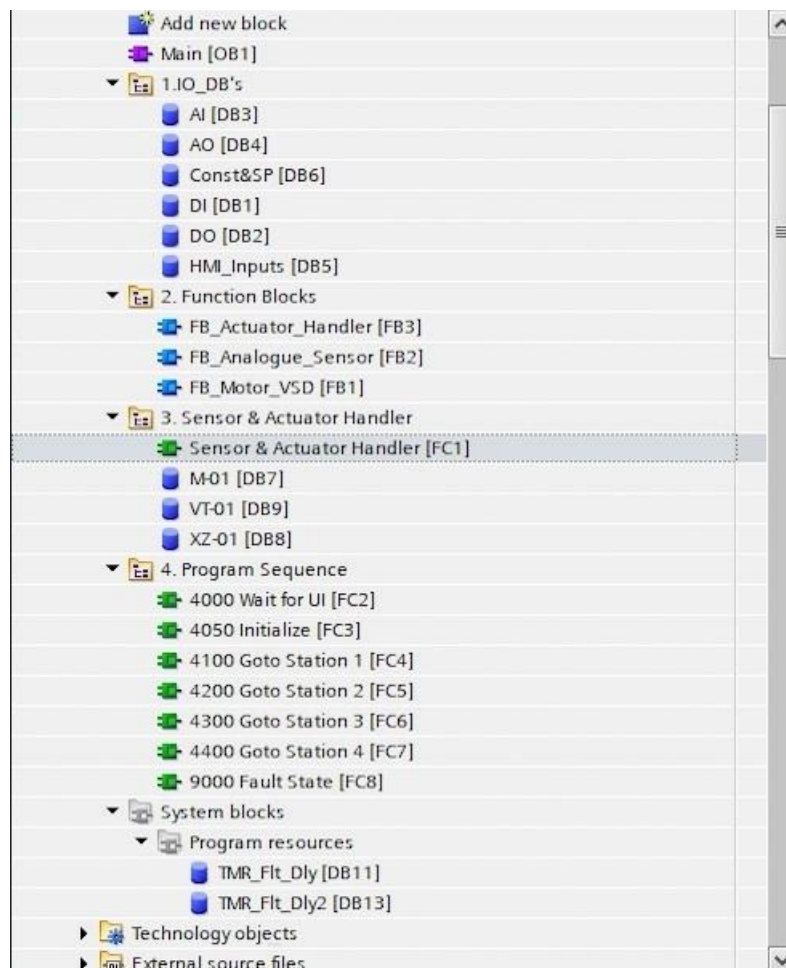 Add new block
Main [OB1]
1.IO_DB's
AI [DB3]
AO [DB4]
Const&SP [DB6]
DI [DB1]
DO [DB2]
HMI_Inputs [DB5]
2. Function Blocks
FB_Actuator_Handler [FB3]
FB_Analogue_Sensor [FB2]
FB_Motor_VSD [FB1]
3. Sensor & Actuator Handler
Sensor & Actuator Handler [FC1]
M-01 [DB7]
VT-01 [DB9]
XZ-01 [DB8]
4. Program Sequence
4000 Wait for UI [FC2]
4050 Initialize [FC3]
4100 Goto Station 1 [FC4]
4200 Goto Station 2 [FC5]
4300 Goto Station 3 [FC6]
4400 Goto Station 4 [FC7]
9000 Fault State [FC8]
System blocks
Program resources
TMR_Flt_Dly [DB11]
TMR_Flt_Dly2 [DB13]
Technology objects
External source files